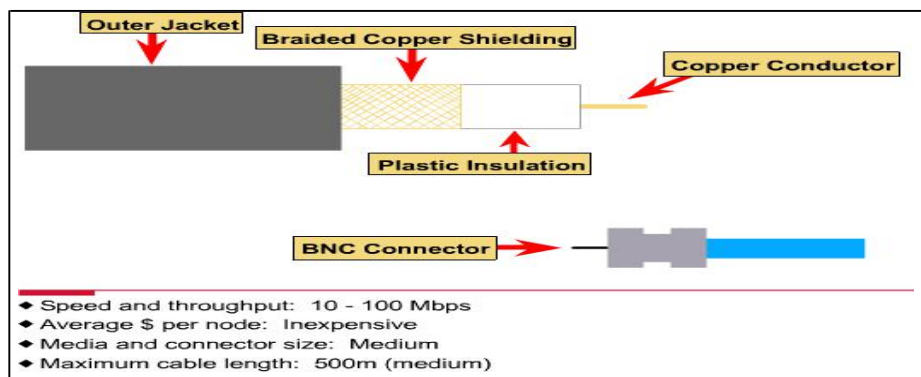 Outer Jacket
Braided Copper Shielding
Copper Conductor
Plastic Insulation
BNC Connector
◆ Speed and throughput: 10 - 100 Mbps
◆ Average $ per node: Inexpensive
◆ Media and connector size: Medium
◆ Maximum cable length: 500m (medium)